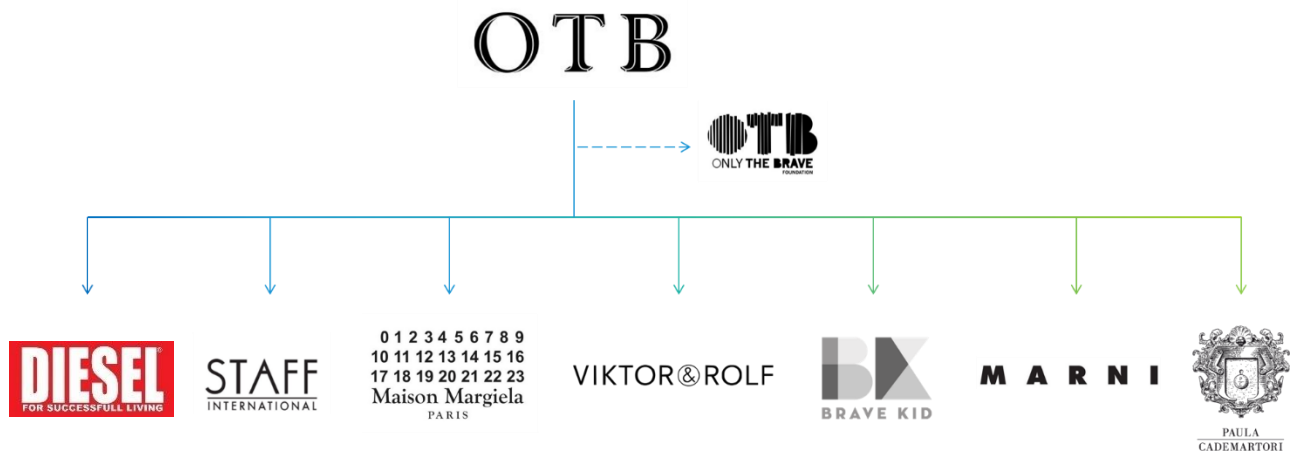 OTB
OTB
ONLY THE BRAVE
FOUNDATION
DIESEL
FOR SUCCESSFULL LIVING
STAFF
INTERNATIONAL
0 1 2 3 4 5 6 7 8 9
10 11 12 13 14 15 16
17 18 19 20 21 22 23
Maison Margiela
PARIS
VIKTOR&ROLF
BK
BRAVE KID
MARNI
PAULA
CADEMARTORI